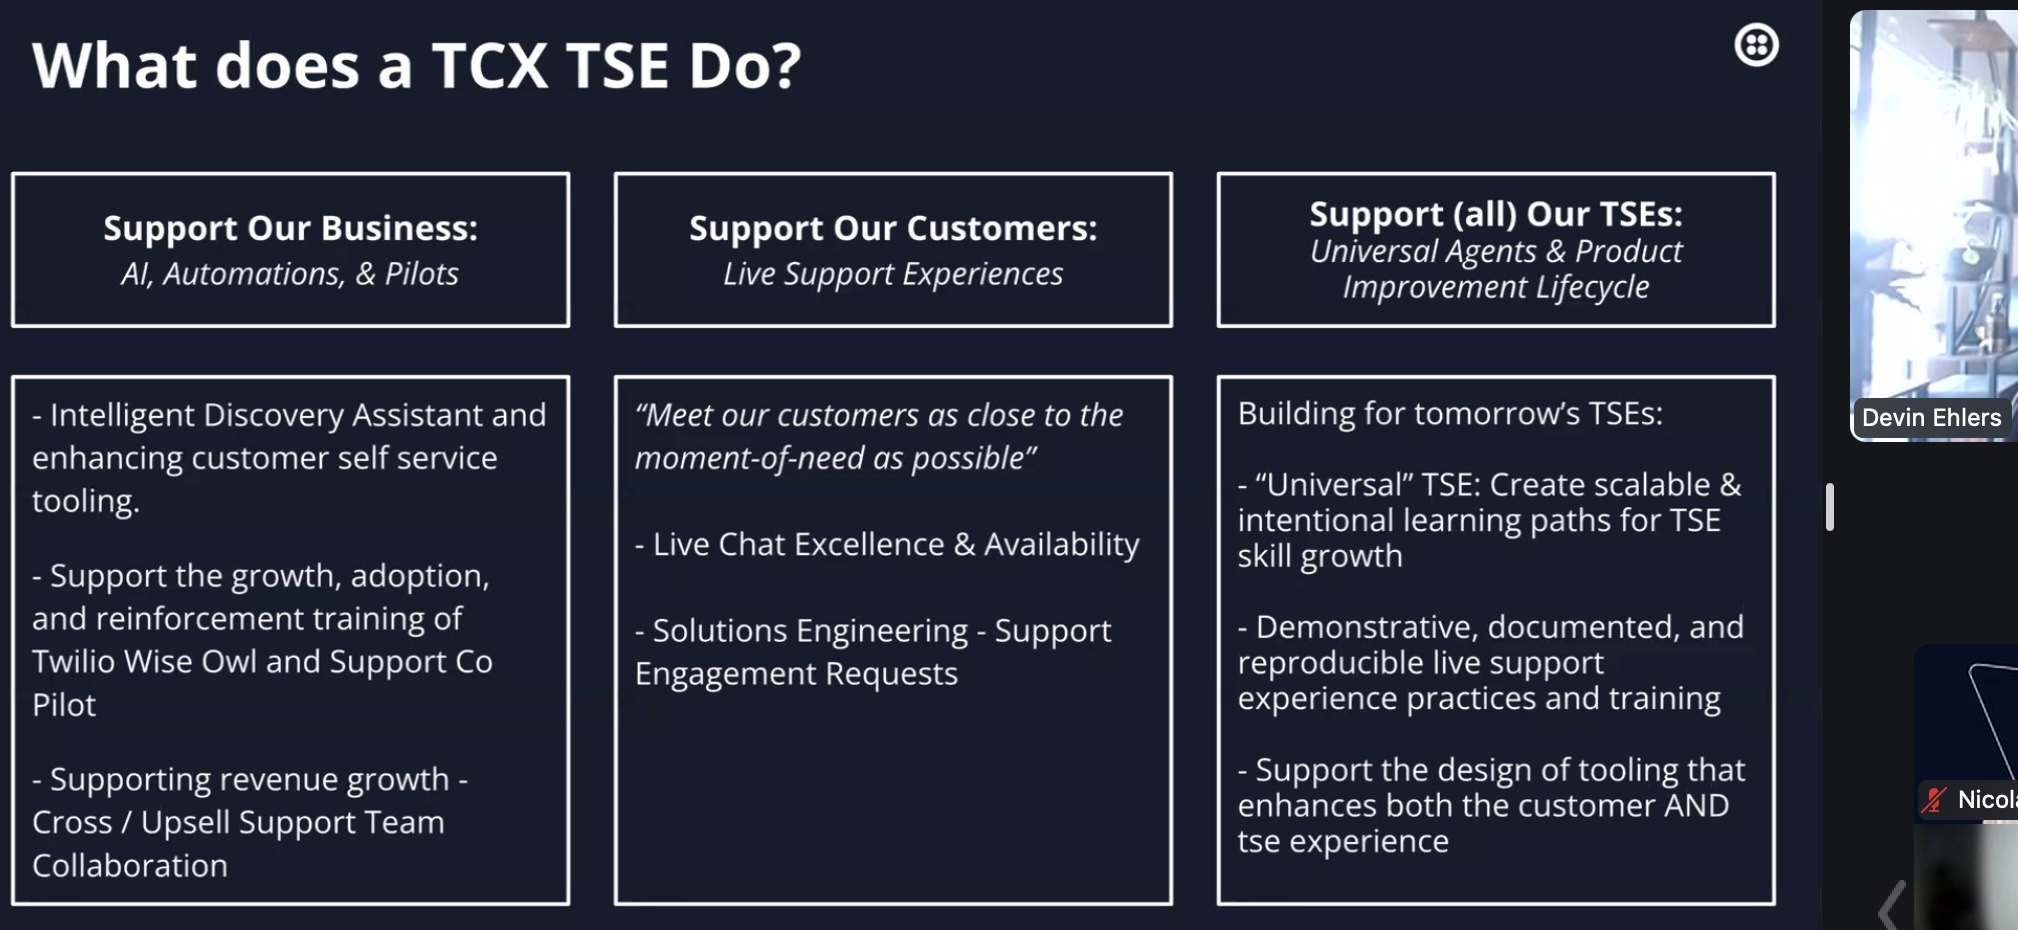 What does a TCX TSE Do?
Support Our Business:
AI, Automations, & Pilots
Support Our Customers:
Live Support Experiences
Support (all) Our TSEs:
Universal Agents & Product
Improvement Lifecycle
- Intelligent Discovery Assistant and
enhancing customer self service
tooling.
- Support the growth, adoption,
and reinforcement training of
Twilio Wise Owl and Support Co
Pilot
- Supporting revenue growth -
Cross / Upsell Support Team
Collaboration
“Meet our customers as close to the
moment-of-need as possible”
- Live Chat Excellence & Availability
- Solutions Engineering - Support
Engagement Requests
Building for tomorrow’s TSEs:
- “Universal” TSE: Create scalable &
intentional learning paths for TSE
skill growth
- Demonstrative, documented, and
reproducible live support
experience practices and training
- Support the design of tooling that
enhances both the customer AND
tse experience
Devin Ehlers